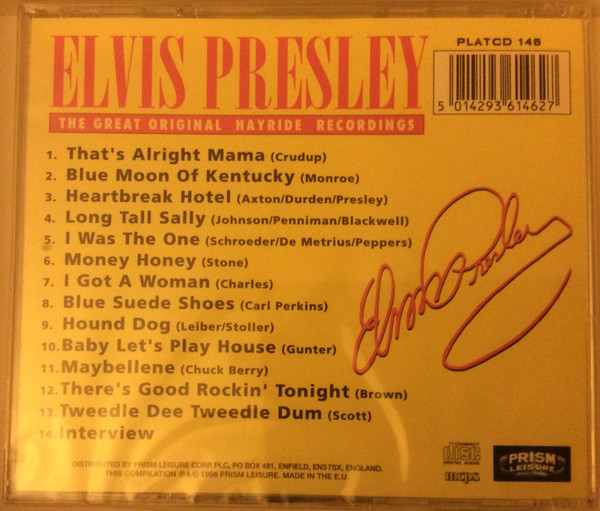 ELVIS PRESLEY
THE GREAT ORIGINAL HAYRIDE RECORDINGS
PLATCD 146
5 014293 614627
1. That's Alright Mama (Crudup)
2. Blue Moon Of Kentucky (Monroe)
3. Heartbreak Hotel (Axton/Durden/Presley)
4. Long Tall Sally (Johnson/Penniman/Blackwell)
5. I Was The One (Schroeder/De Metrius/Peppers)
6. Money Honey (Stone)
7. I Got A Woman (Charles)
8. Blue Suede Shoes (Carl Perkins)
9. Hound Dog (Leiber/Stoller)
10. Baby Let's Play House (Gunter)
11. Maybellene (Chuck Berry)
12. There's Good Rockin' Tonight (Brown)
13. Tweedle Dee Tweedle Dum (Scott)
14. Interview
Elvis Presley
DISTRIBUTED BY PRISM LEISURE CORP. PLC, PO BOX 481, ENFIELD, EN3 7SX, ENGLAND.
THIS COMPILATION ℗ & © 1996 PRISM LEISURE. MADE IN THE E.U.
COMPACT
disc
DIGITAL AUDIO
mcps
PRISM
LEISURE